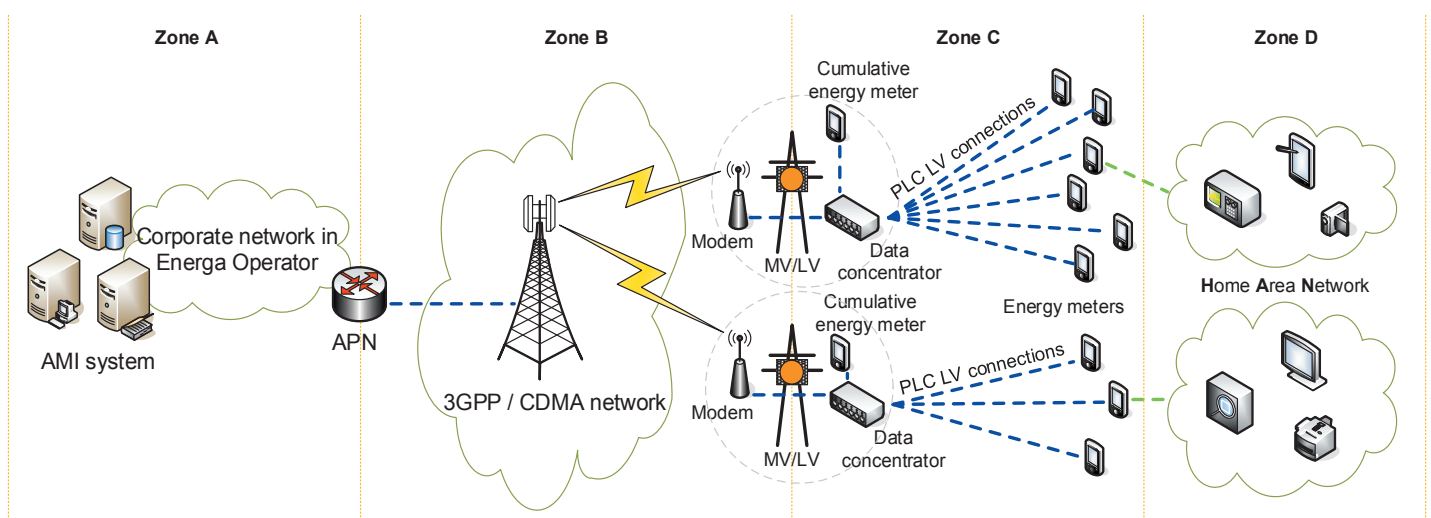 Zone A
Zone B
Zone C
Zone D
Corporate network in
Energa Operator
AMI system
APN
3GPP / CDMA network
Cumulative
energy meter
Modem
MV/LV
Data
concentrator
PLC LV connections
Energy meters
Home Area Network
Cumulative
energy meter
Modem
MV/LV
Data
concentrator
PLC LV connections